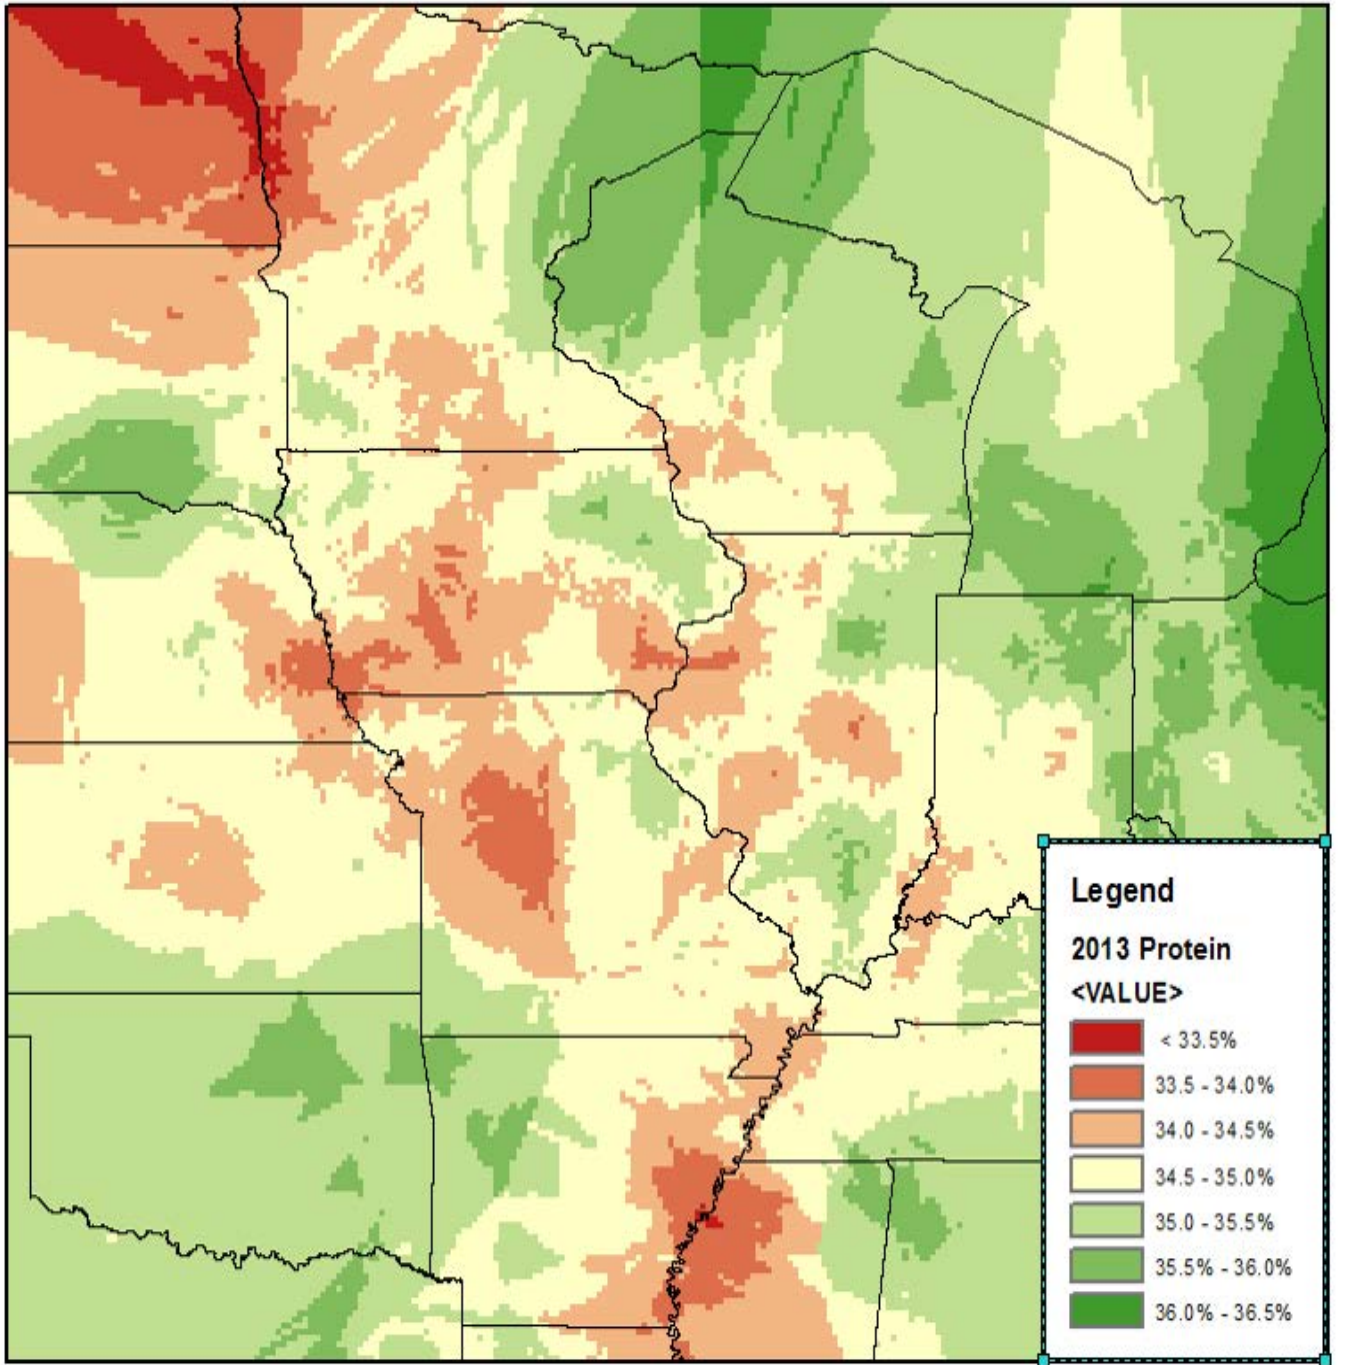 Legend
2013 Protein
<VALUE>
< 33.5%
33.5 - 34.0%
34.0 - 34.5%
34.5 - 35.0%
35.0 - 35.5%
35.5% - 36.0%
36.0% - 36.5%